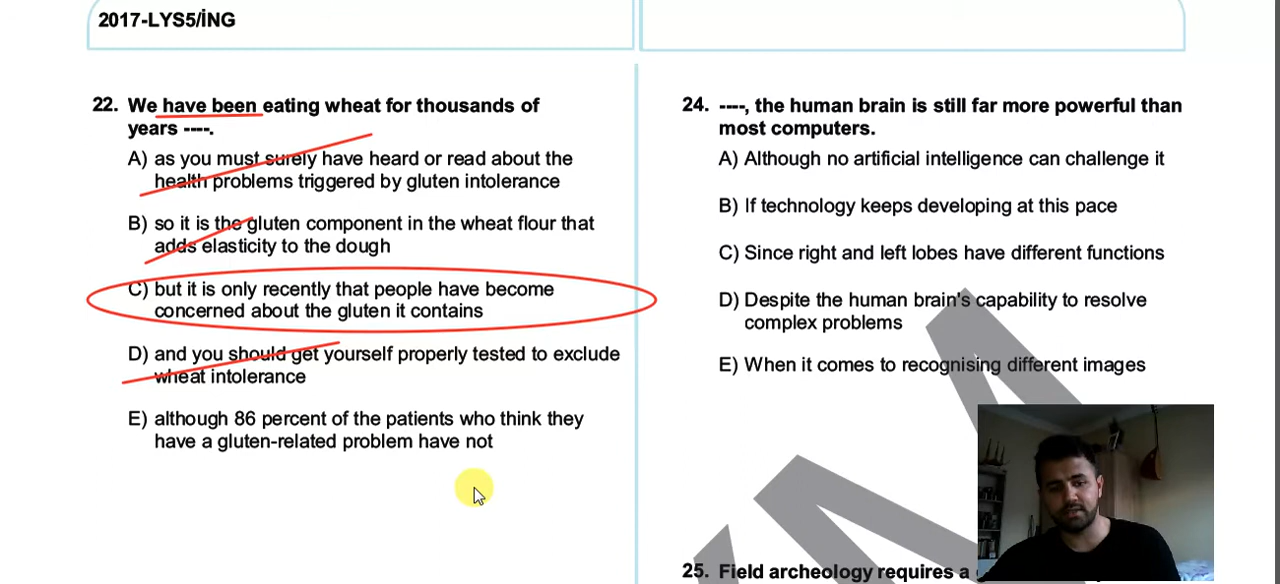 2017-LYS5/İNG
22. We have been eating wheat for thousands of
years ----.
A) as you must surely have heard or read about the
health problems triggered by gluten intolerance
B) so it is the gluten component in the wheat flour that
adds elasticity to the dough
C) but it is only recently that people have become
concerned about the gluten it contains
D) and you should get yourself properly tested to exclude
wheat intolerance
E) although 86 percent of the patients who think they
have a gluten-related problem have not
24. ----, the human brain is still far more powerful than
most computers.
A) Although no artificial intelligence can challenge it
B) If technology keeps developing at this pace
C) Since right and left lobes have different functions
D) Despite the human brain's capability to resolve
complex problems
E) When it comes to recognising different images
25. Field archeology requires a